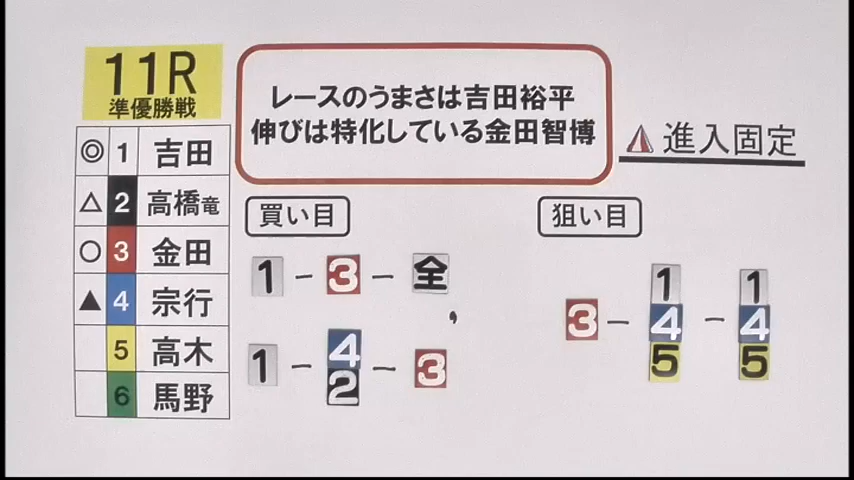 11R
準優勝戦
◎ 1 吉田
△ 2 高橋竜
○ 3 金田
▲ 4 宗行
5 高木
6 馬野
レースのうまさは吉田裕平
伸びは特化している金田智博
進入固定
買い目
1 － 3 － 全 ,
1 － 4 2 － 3
狙い目
3 － 1 4 5 － 1 4 5